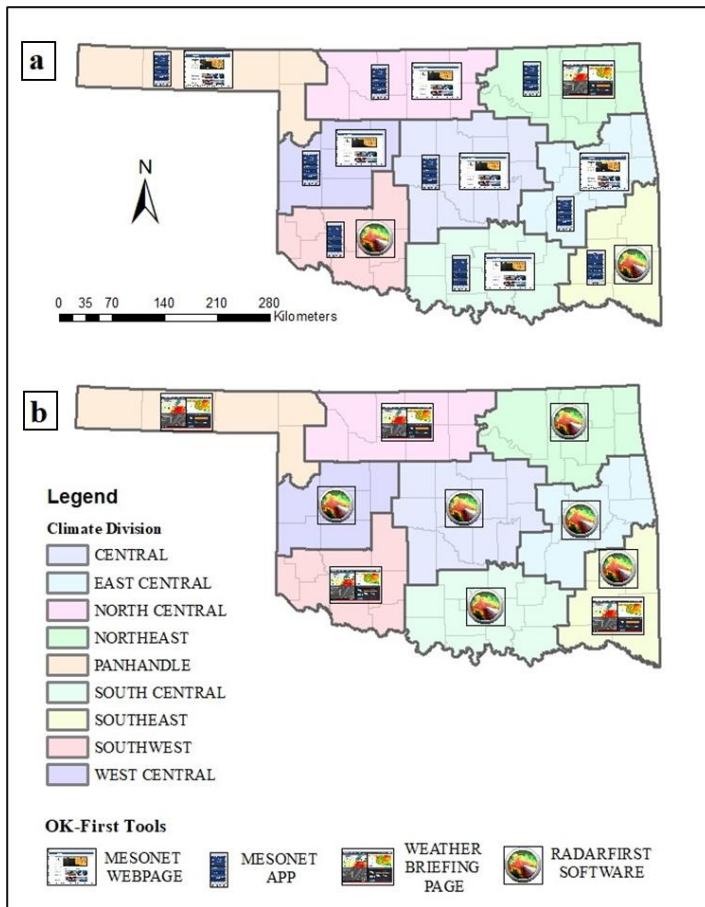 a
N
0 35 70 140 210 280
Kilometers
b
Legend
Climate Division
CENTRAL
EAST CENTRAL
NORTH CENTRAL
NORTHEAST
PANHANDLE
SOUTH CENTRAL
SOUTHEAST
SOUTHWEST
WEST CENTRAL
OK-First Tools
MESONET
WEBPAGE
MESONET
APP
WEATHER
BRIEFING
PAGE
RADARFIRST
SOFTWARE